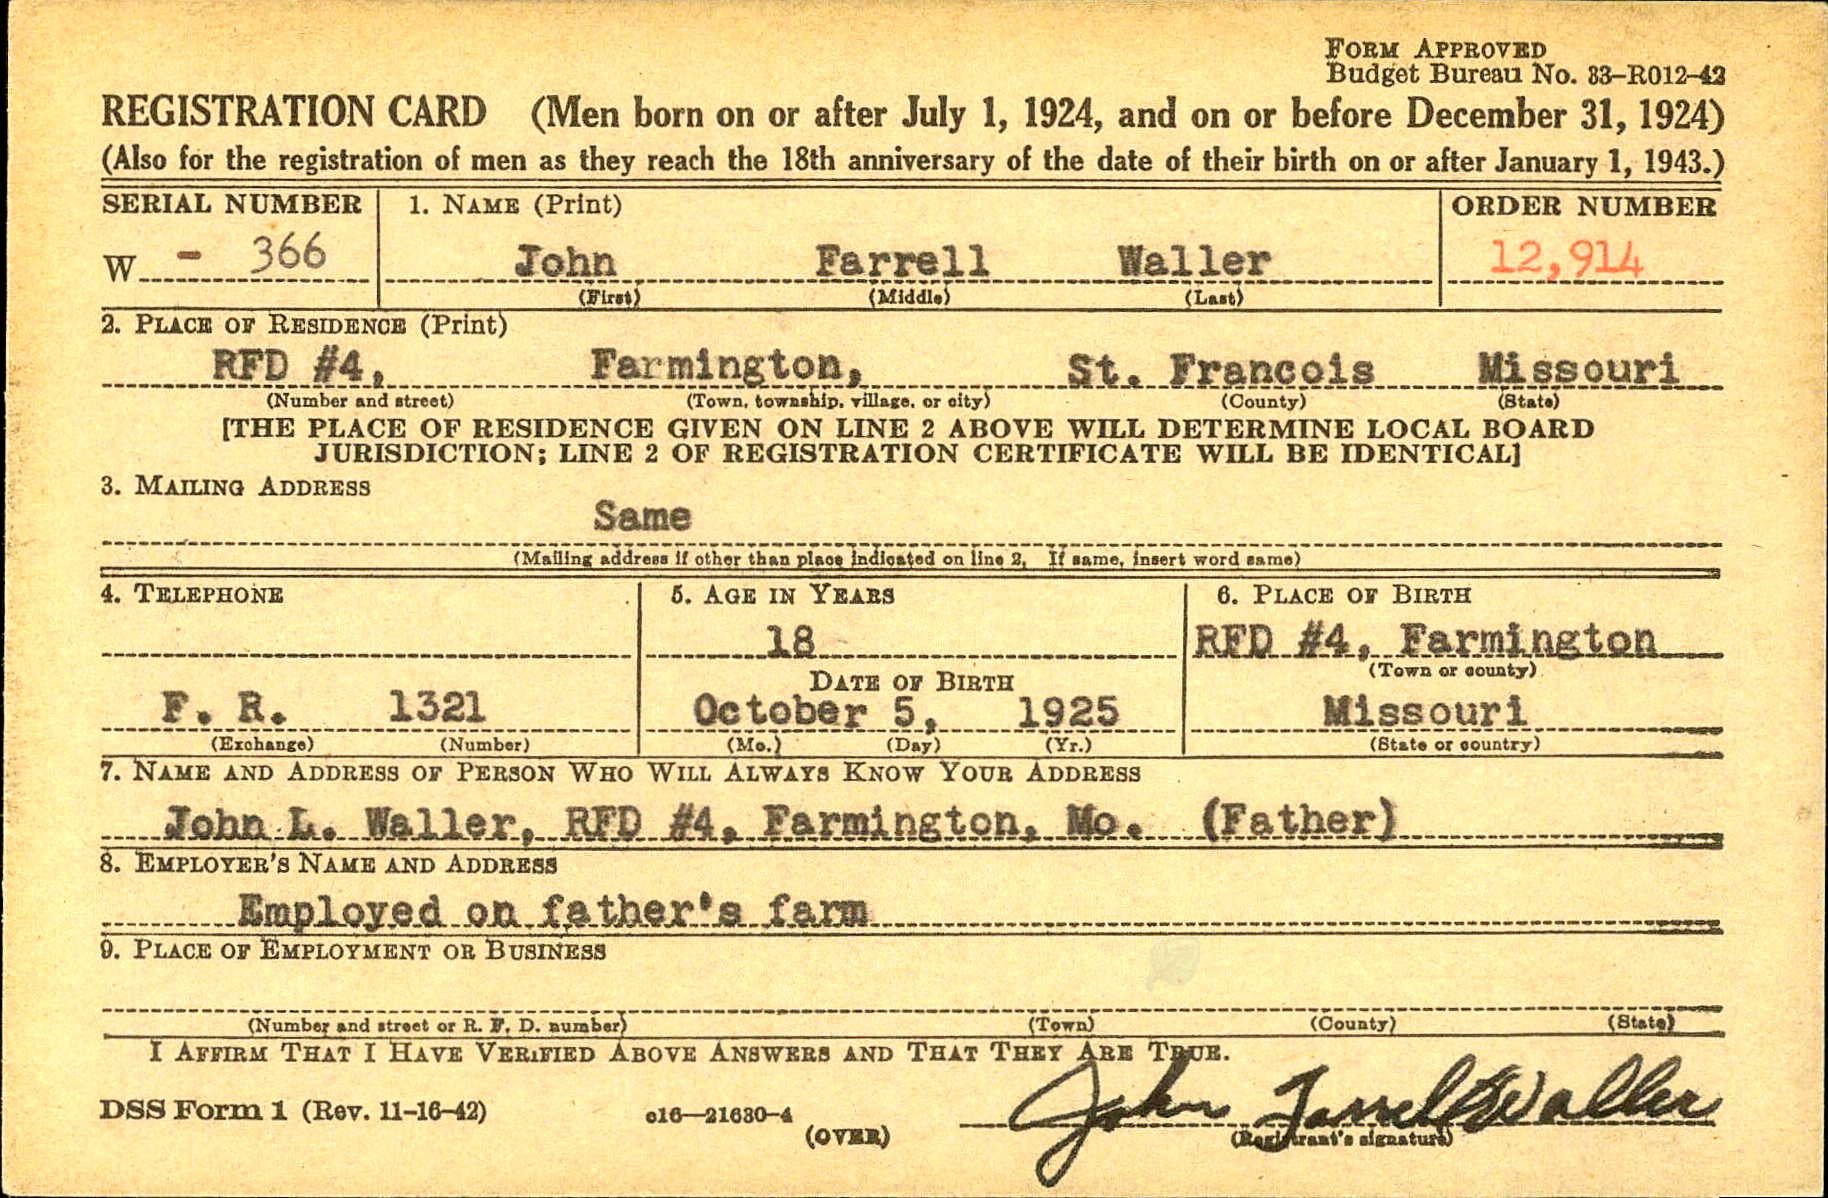 FORM APPROVED
Budget Bureau No. 33–R012–42
REGISTRATION CARD (Men born on or after July 1, 1924, and on or before December 31, 1924)
(Also for the registration of men as they reach the 18th anniversary of the date of their birth on or after January 1, 1943.)
SERIAL NUMBER 1. NAME (Print) ORDER NUMBER
W - 366 John Farrell Waller 12,914
(First) (Middle) (Last)
2. PLACE OF RESIDENCE (Print)
RFD #4, Farmington, St. Francois Missouri
(Number and street) (Town, township, village, or city) (County) (State)
[THE PLACE OF RESIDENCE GIVEN ON LINE 2 ABOVE WILL DETERMINE LOCAL BOARD
JURISDICTION; LINE 2 OF REGISTRATION CERTIFICATE WILL BE IDENTICAL]
3. MAILING ADDRESS
Same
(Mailing address if other than place indicated on line 2. If same, insert word same)
4. TELEPHONE 5. AGE IN YEARS 6. PLACE OF BIRTH
18 RFD #4, Farmington
DATE OF BIRTH (Town or county)
F. R. 1321 October 5, 1925 Missouri
(Exchange) (Number) (Mo.) (Day) (Yr.) (State or country)
7. NAME AND ADDRESS OF PERSON WHO WILL ALWAYS KNOW YOUR ADDRESS
John L. Waller, RFD #4, Farmington, Mo. (Father)
8. EMPLOYER'S NAME AND ADDRESS
Employed on father's farm
9. PLACE OF EMPLOYMENT OR BUSINESS
(Number and street or R. F. D. number) (Town) (County) (State)
I AFFIRM THAT I HAVE VERIFIED ABOVE ANSWERS AND THAT THEY ARE TRUE.
DSS Form 1 (Rev. 11-16-42) c16—21630-4 John Farrell Waller
(OVER) (Registrant's signature)